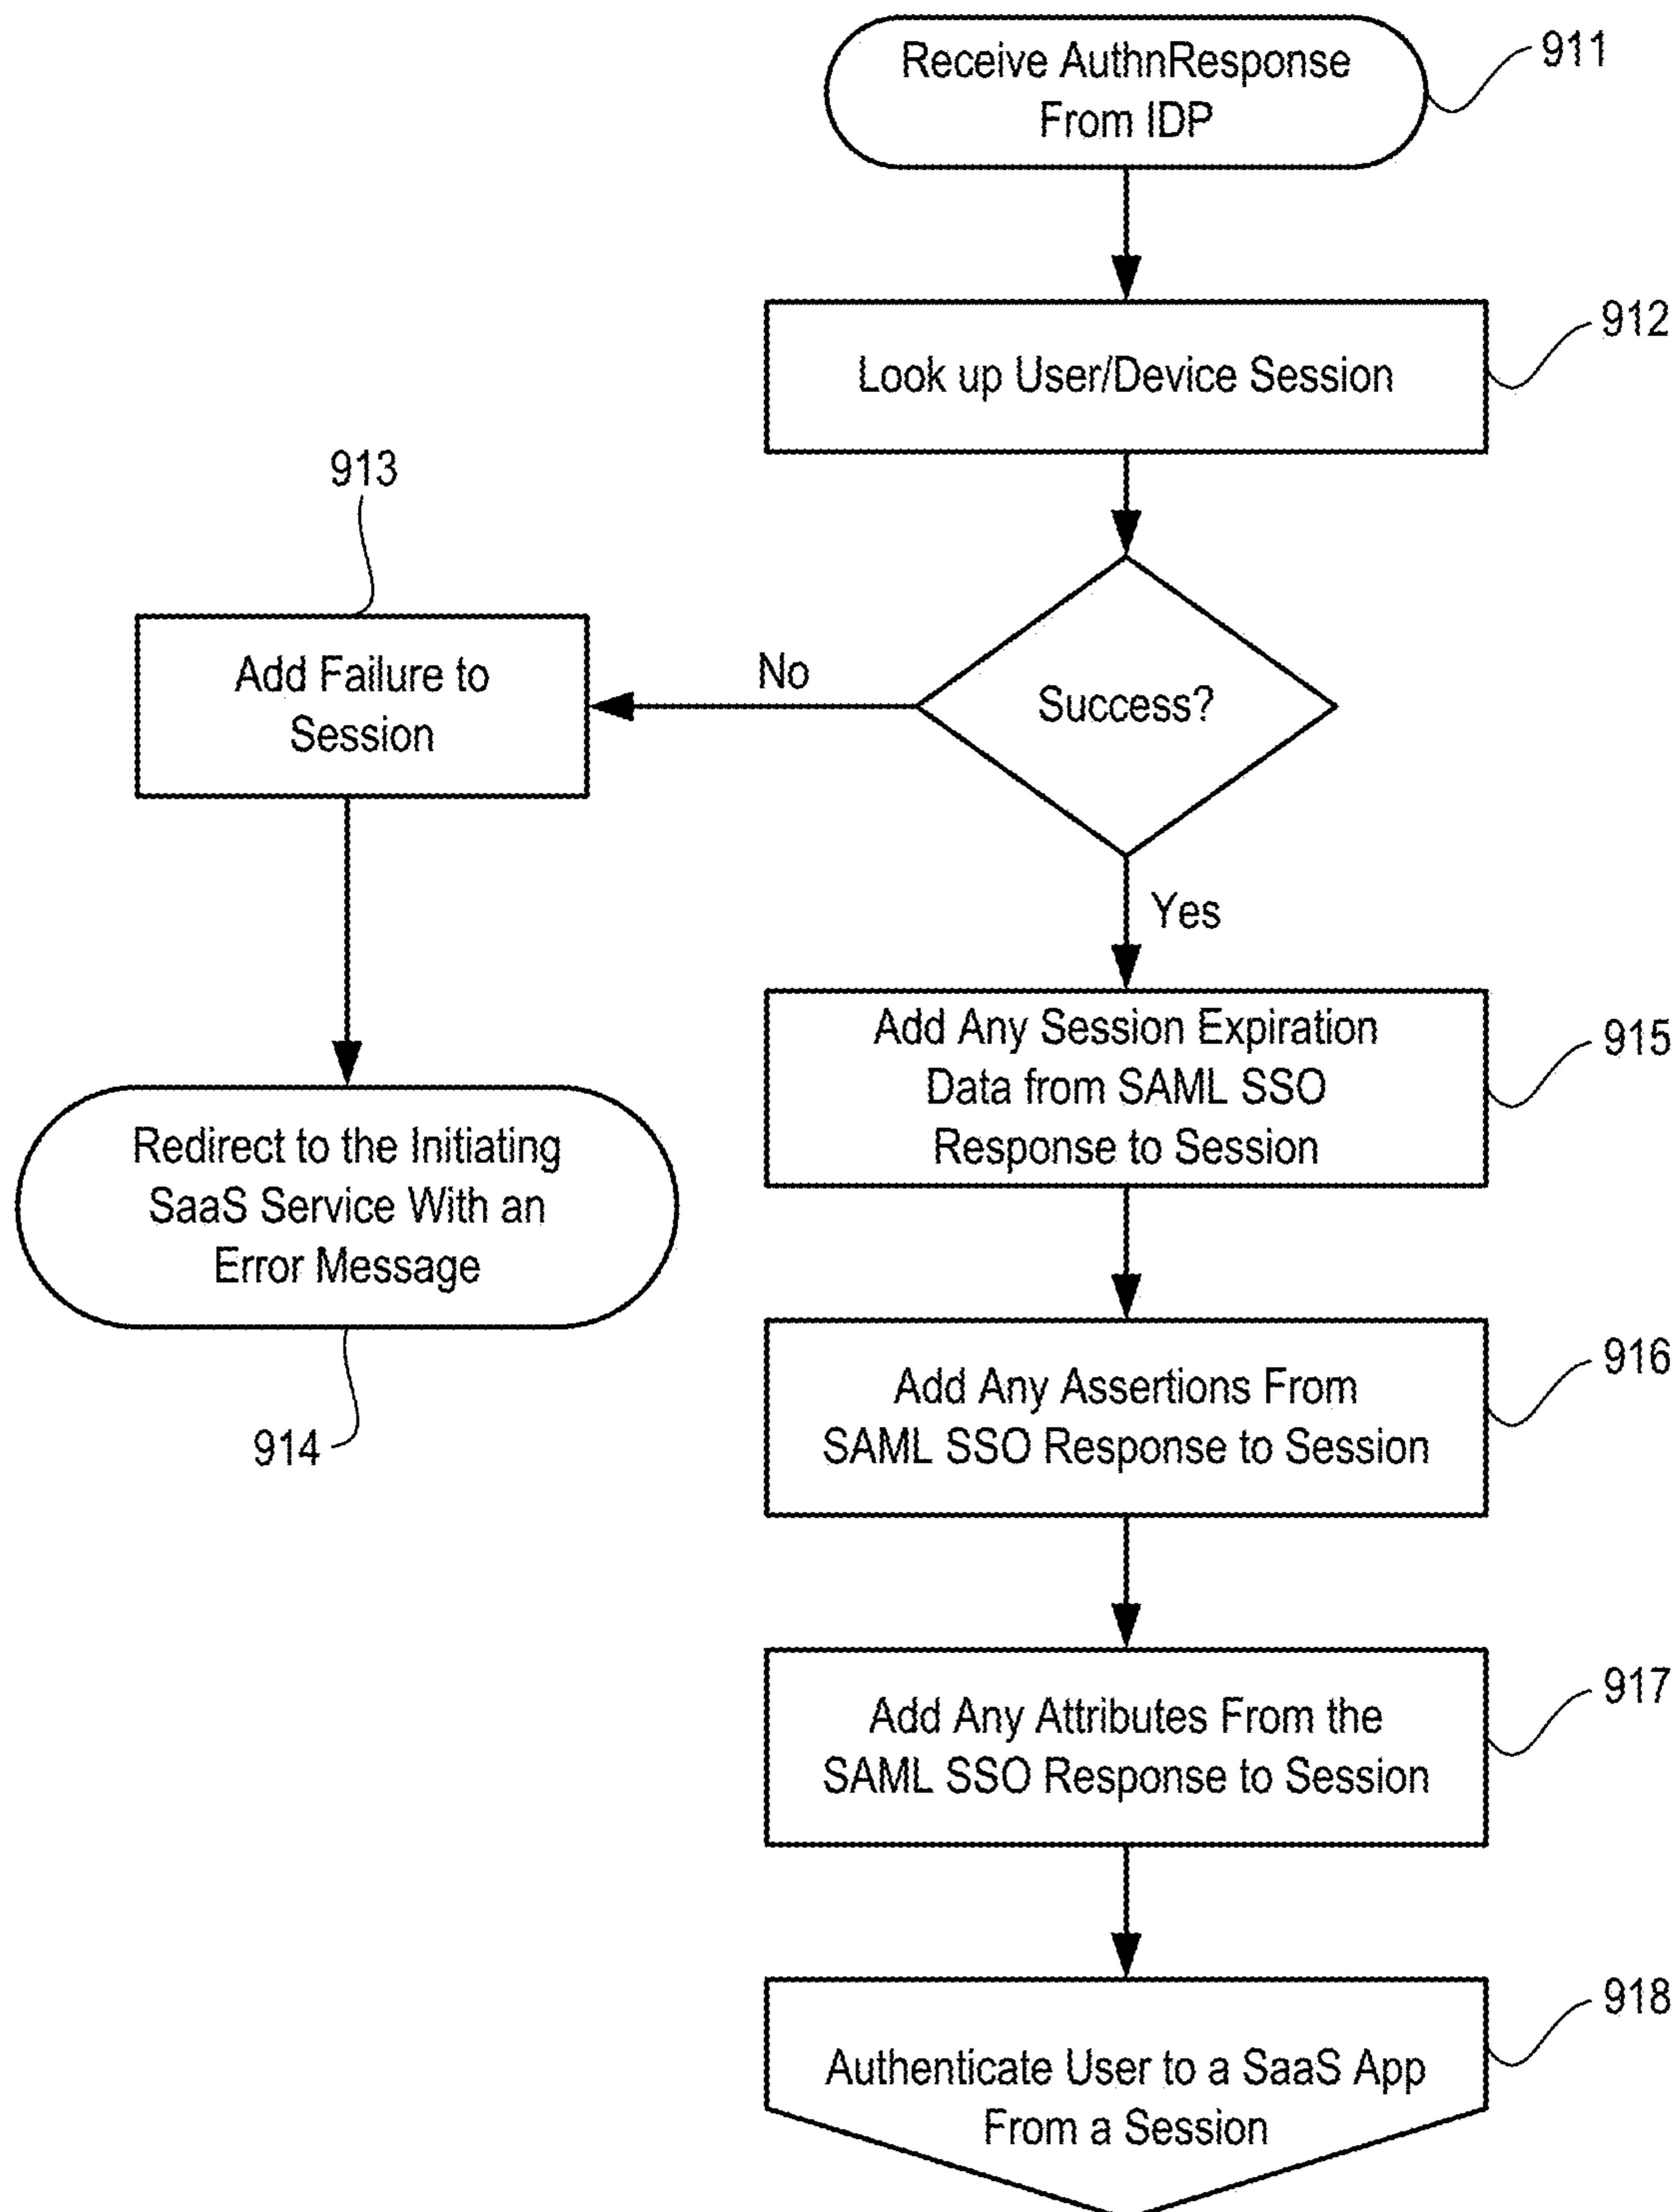 Receive AuthnResponse
From IDP
911
Look up User/Device Session
912
Success?
No
Yes
913
Add Failure to
Session
Redirect to the Initiating
SaaS Service With an
Error Message
914
Add Any Session Expiration
Data from SAML SSO
Response to Session
915
Add Any Assertions From
SAML SSO Response to Session
916
Add Any Attributes From the
SAML SSO Response to Session
917
Authenticate User to a SaaS App
From a Session
918